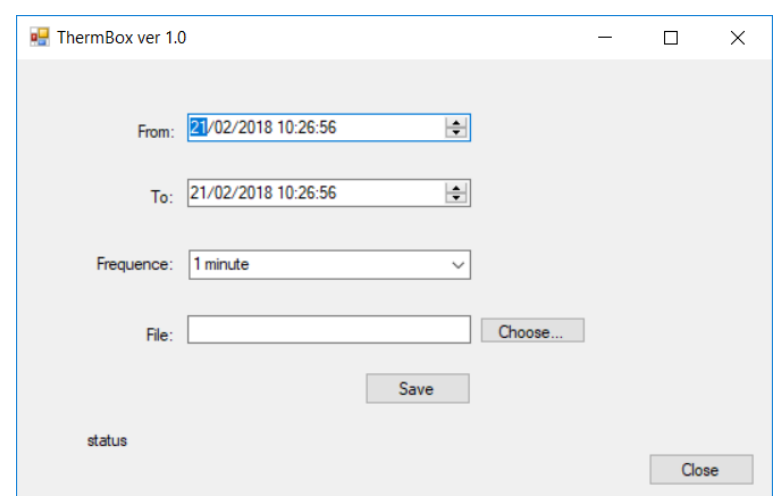 ThermBox ver 1.0
From: 21/02/2018 10:26:56
To: 21/02/2018 10:26:56
Frequence: 1 minute
File: Choose...
Save
status
Close